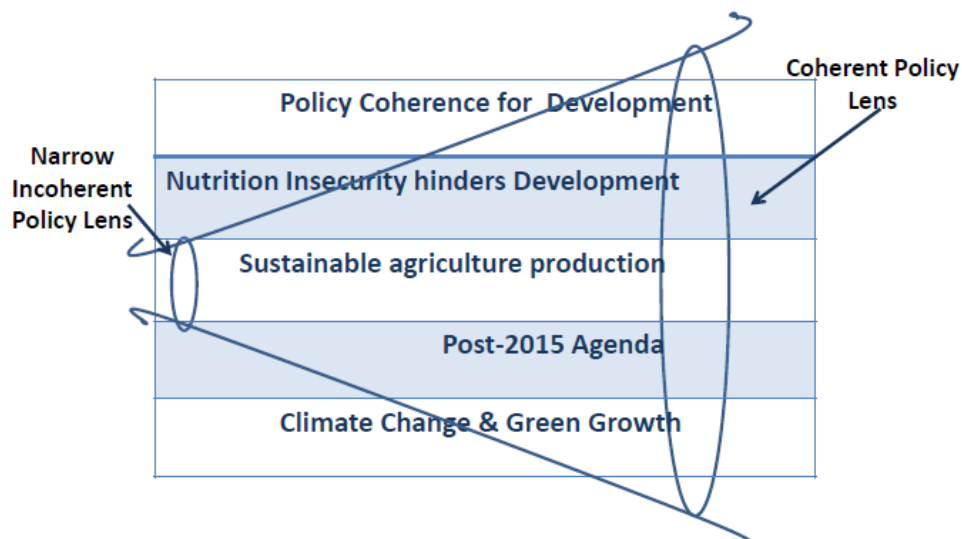 Coherent Policy
Lens
Policy Coherence for Development
Narrow
Incoherent
Policy Lens
Nutrition Insecurity hinders Development
Sustainable agriculture production
Post-2015 Agenda
Climate Change & Green Growth